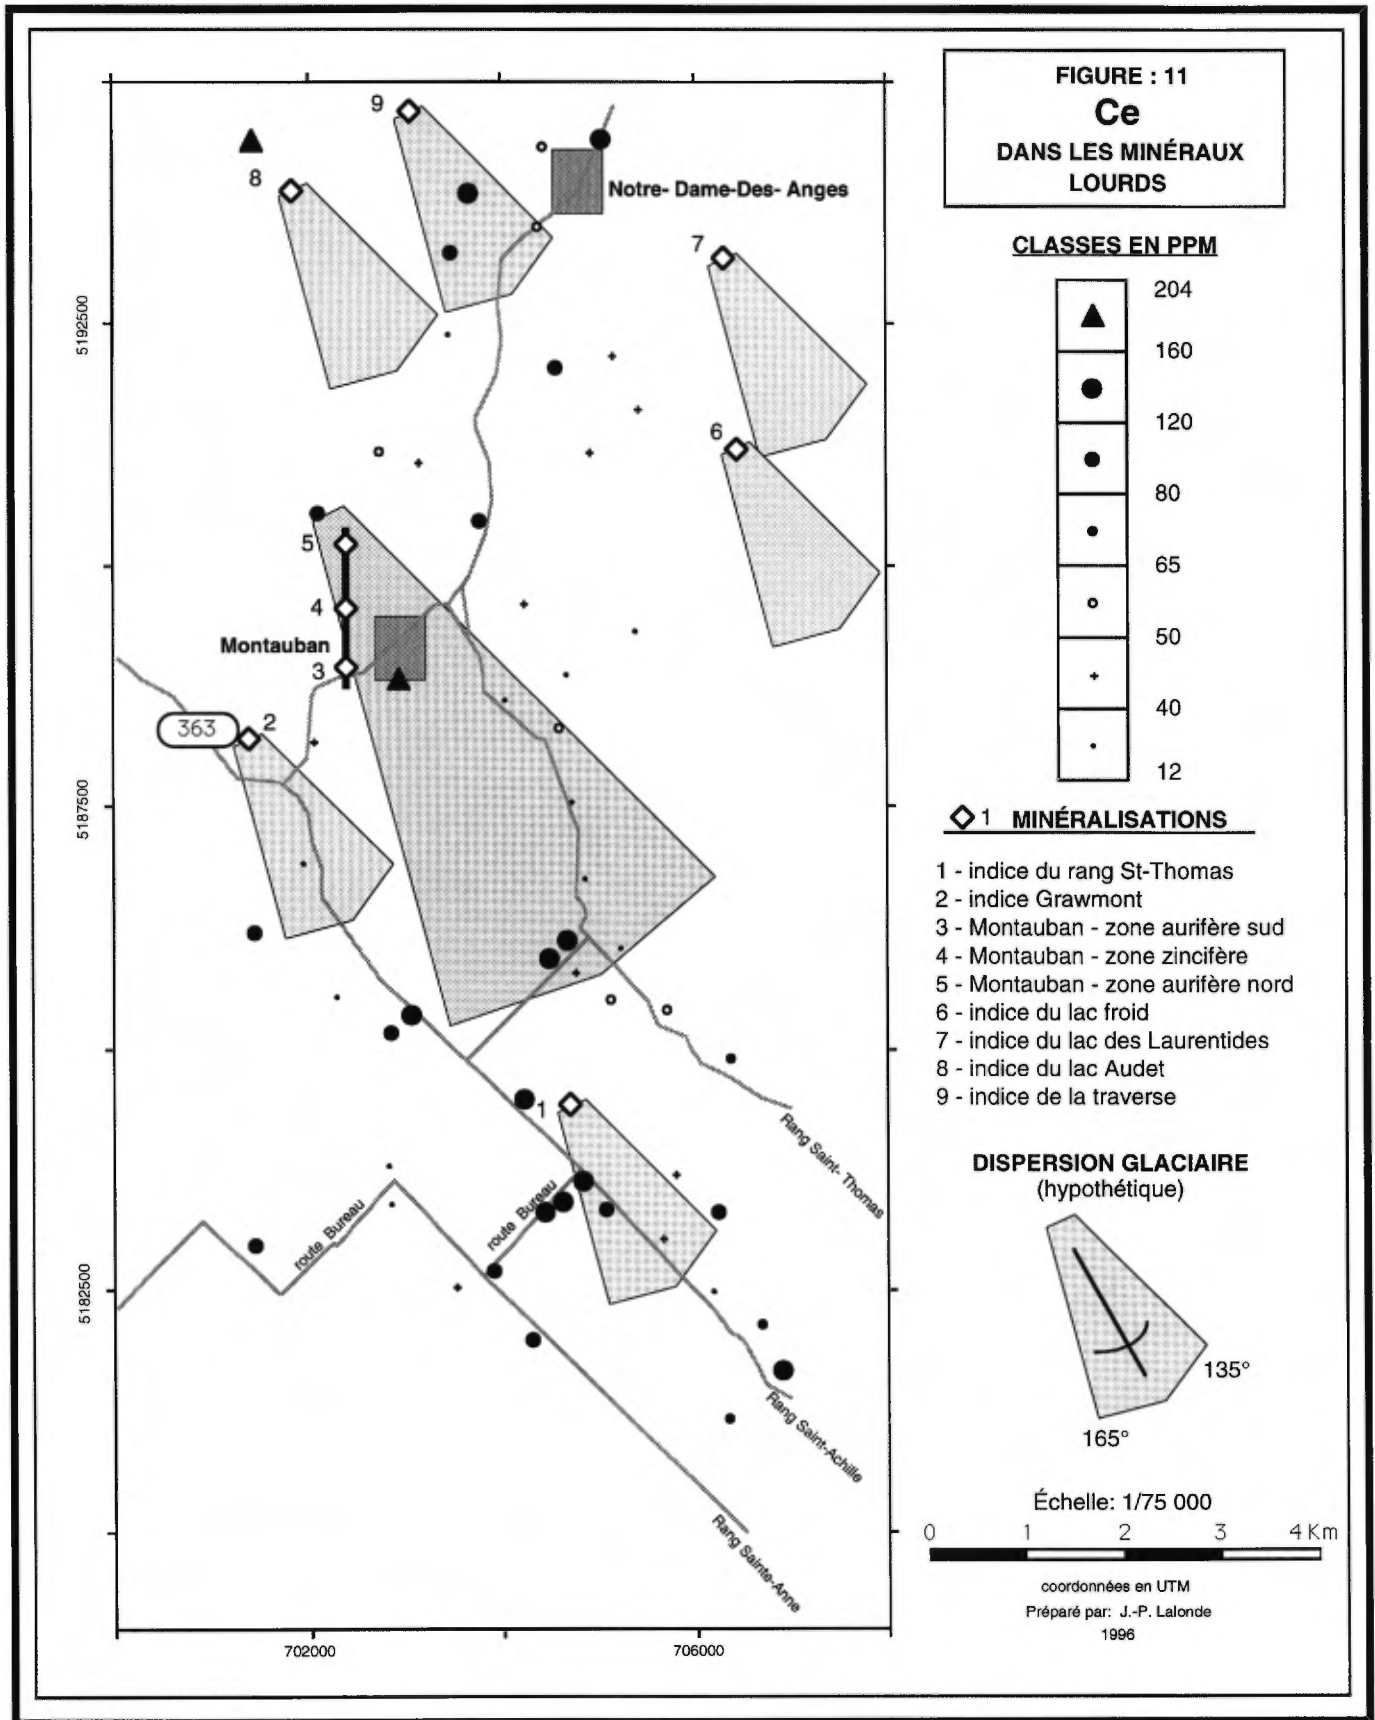 FIGURE : 11
Ce
DANS LES MINÉRAUX
LOURDS
CLASSES EN PPM
204
160
120
80
65
50
40
12
1 MINÉRALISATIONS
1 - indice du rang St-Thomas
2 - indice Grawmont
3 - Montauban - zone aurifère sud
4 - Montauban - zone zincifère
5 - Montauban - zone aurifère nord
6 - indice du lac froid
7 - indice du lac des Laurentides
8 - indice du lac Audet
9 - indice de la traverse
DISPERSION GLACIAIRE
(hypothétique)
135°
165°
Échelle: 1/75 000
0 1 2 3 4 Km
coordonnées en UTM
Préparé par: J.-P. Lalonde
1996
9
8
Notre- Dame-Des- Anges
7
5192500
6
5
4
Montauban
3
363
2
5187500
1
Rang Saint- Thomas
route Bureau
route Bureau
5182500
Rang Saint-Achille
Rang Sainte-Anne
702000
706000